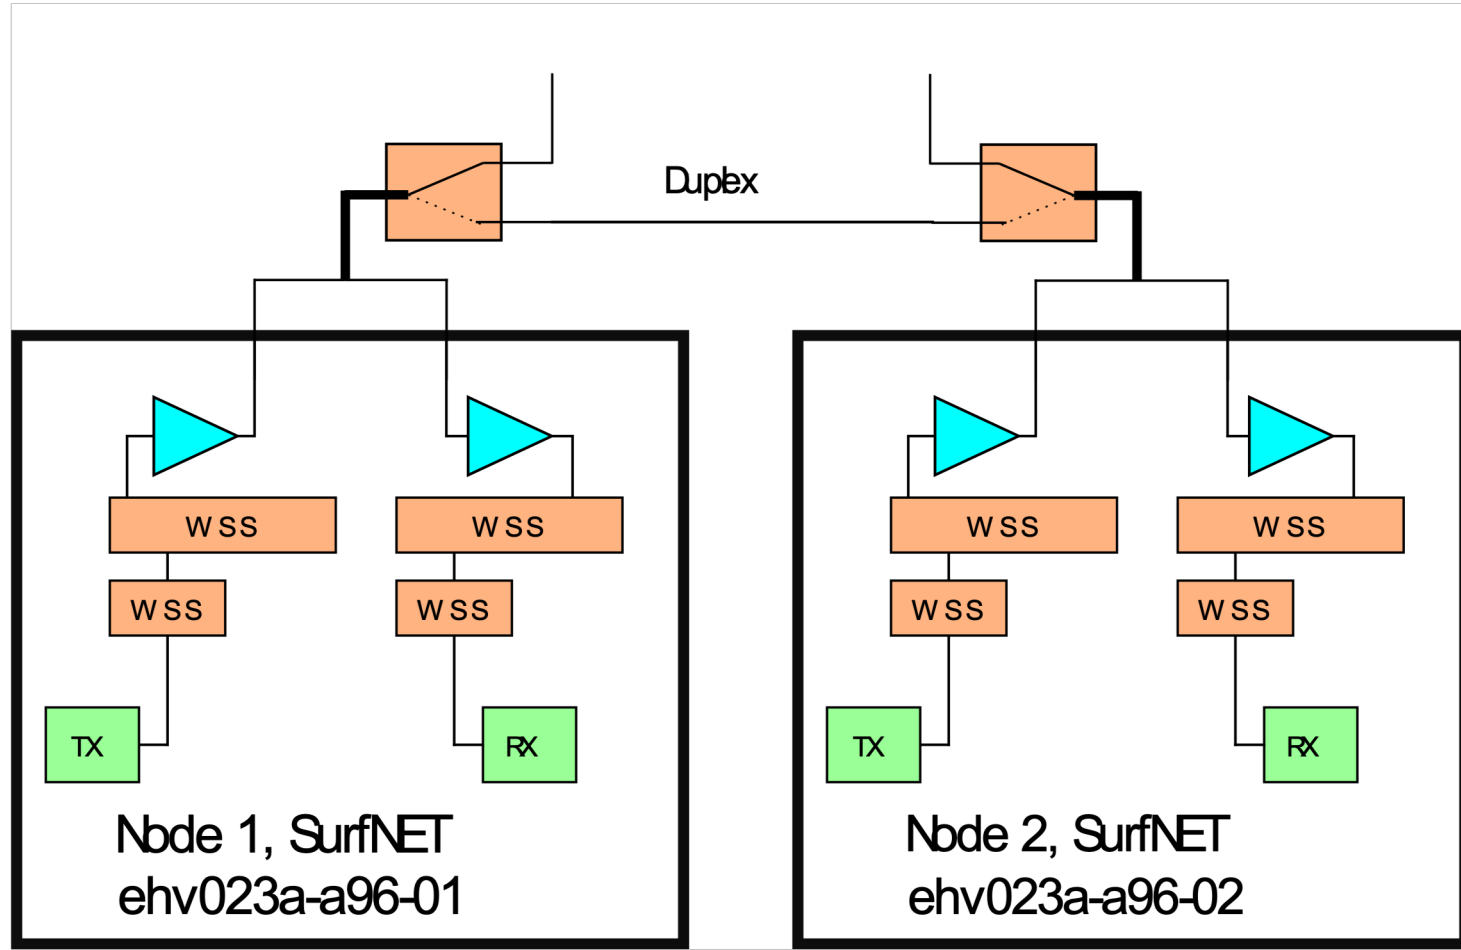 Duplex
WSS
WSS
WSS
WSS
WSS
WSS
WSS
WSS
TX
RX
TX
RX
Node 1, SurfNET
ehv023a-a96-01
Node 2, SurfNET
ehv023a-a96-02